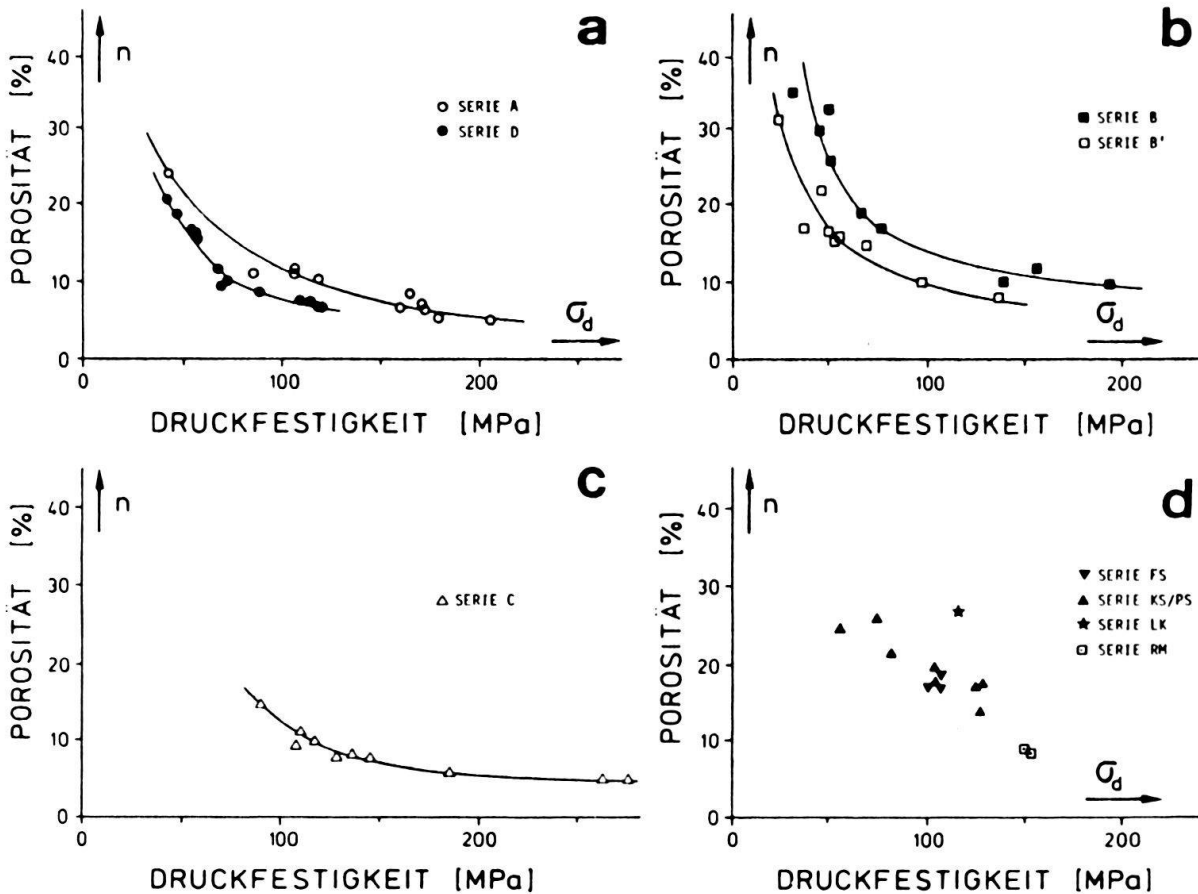 a
n
40
30
20
10
0
POROSITÄT [%]
SERIE A
SERIE D
σd
0 100 200
DRUCKFESTIGKEIT [MPa]
b
n
40
30
20
10
0
POROSITÄT [%]
SERIE B
SERIE B'
σd
0 100 200
DRUCKFESTIGKEIT [MPa]
c
n
40
30
20
10
0
POROSITÄT [%]
SERIE C
0 100 200
DRUCKFESTIGKEIT [MPa]
d
n
40
30
20
10
0
POROSITÄT [%]
SERIE FS
SERIE KS/PS
SERIE LK
SERIE RM
σd
0 100 200
DRUCKFESTIGKEIT [MPa]